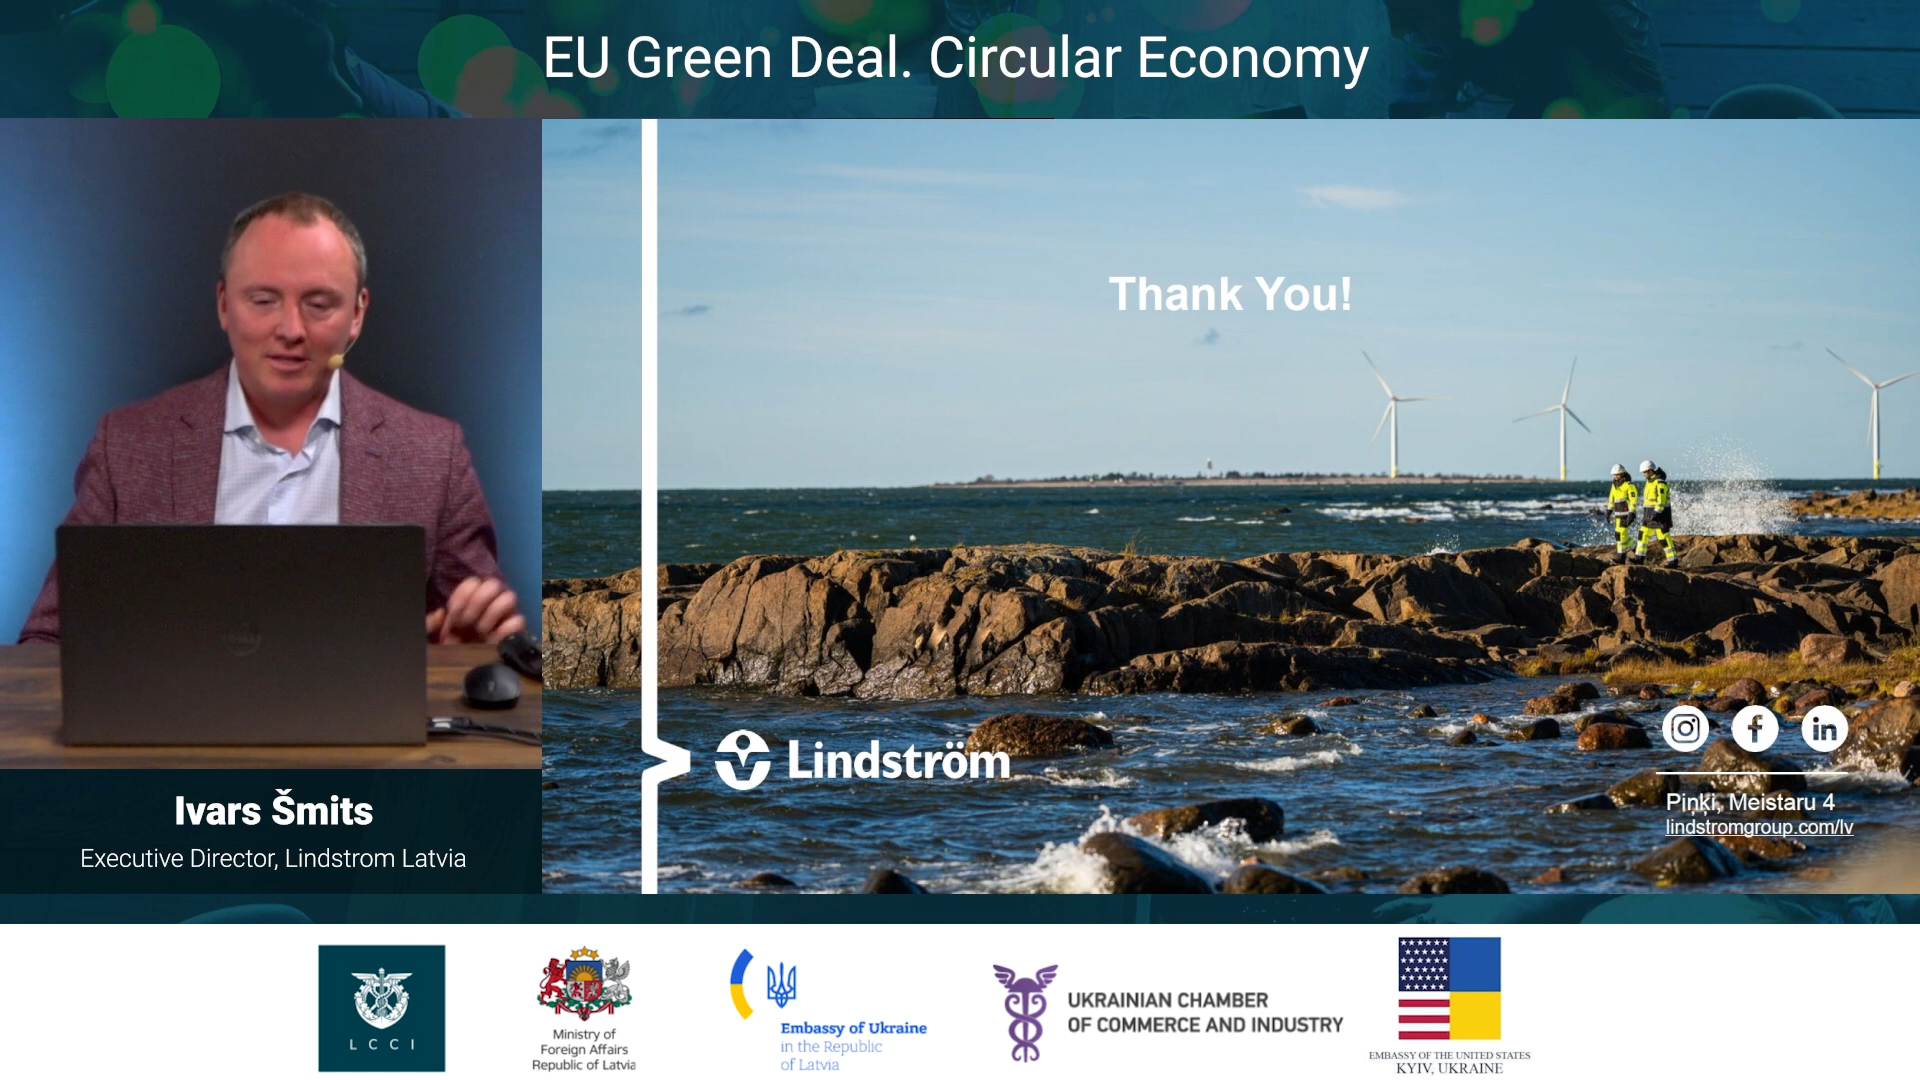 EU Green Deal. Circular Economy
Thank You!
Lindström
Piņķi, Meistaru 4
lindstromgroup.com/lv
Ivars Šmits
Executive Director, Lindstrom Latvia
LCCI
Ministry of
Foreign Affairs
Republic of Latvia
Embassy of Ukraine
in the Republic
of Latvia
UKRAINIAN CHAMBER
OF COMMERCE AND INDUSTRY
EMBASSY OF THE UNITED STATES
KYIV, UKRAINE